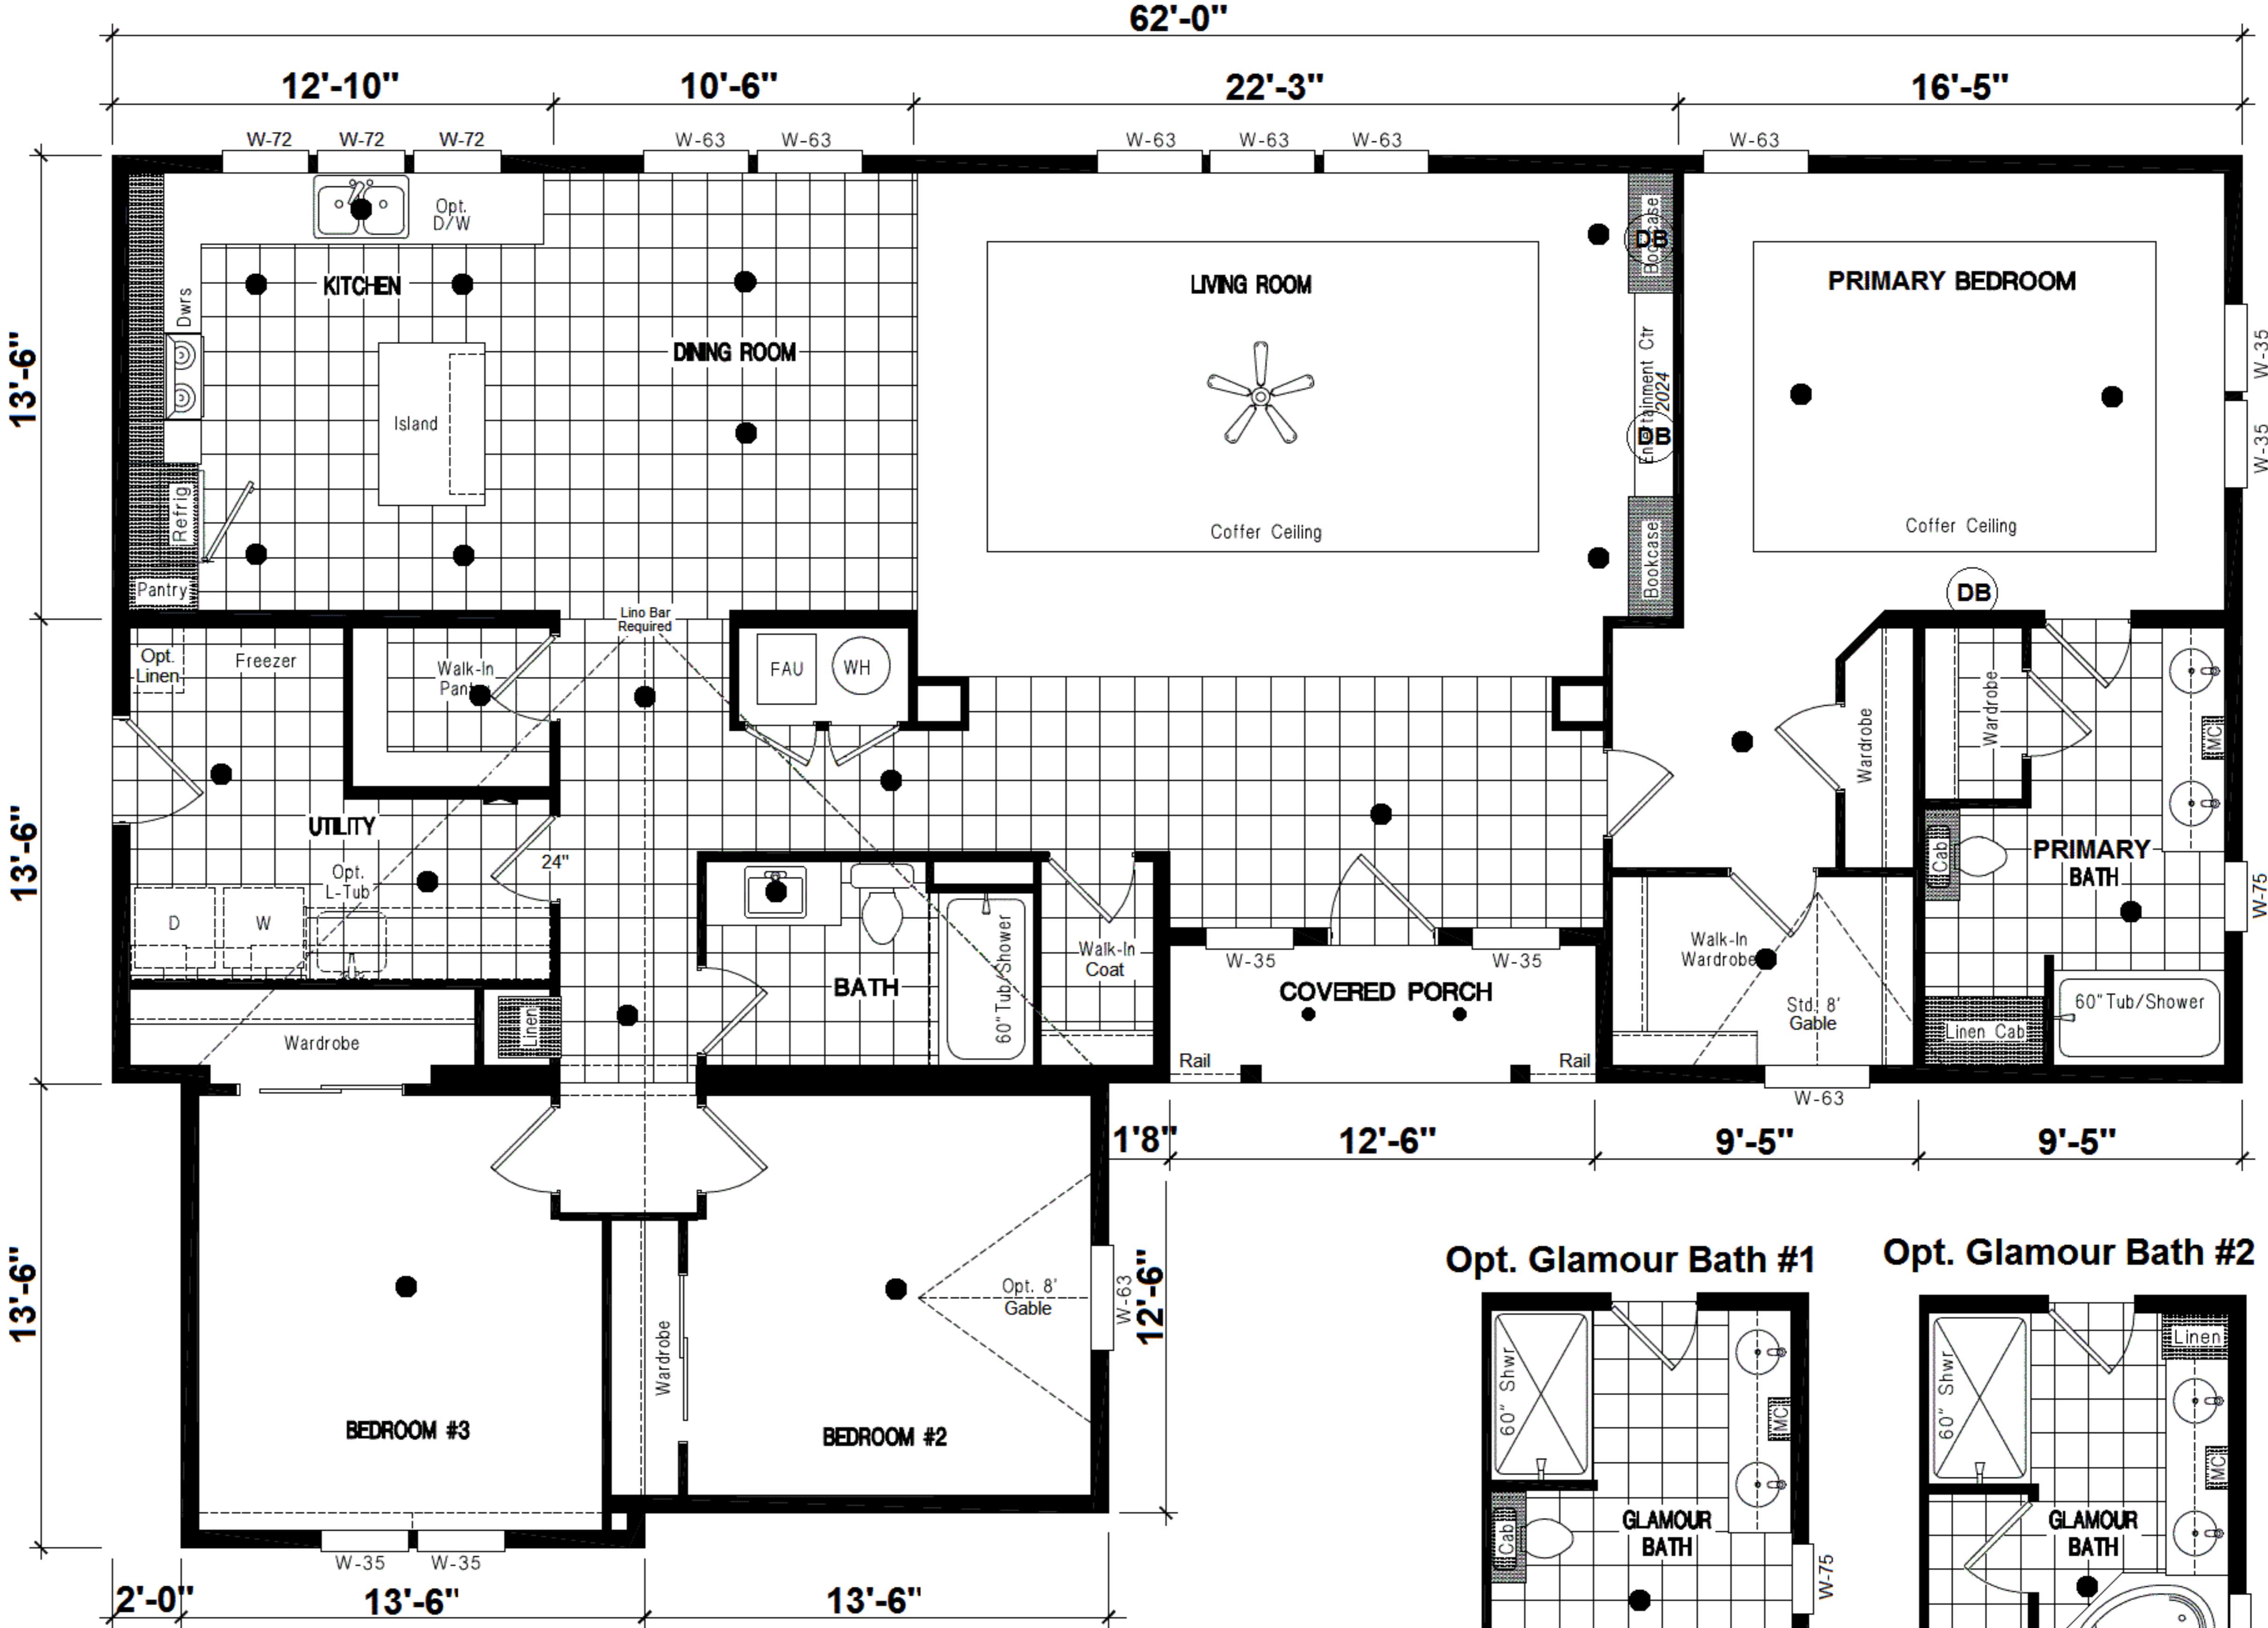 62'-0"
12'-10"
10'-6"
22'-3"
16'-5"
W-72
W-72
W-72
W-63
W-63
W-63
W-63
W-63
W-63
13'-6"
13'-6"
13'-6"
Opt.
D/W
KITCHEN
Dwrs
Island
Refrig
Pantry
DINING ROOM
LIVING ROOM
Coffer Ceiling
Bookcase
DB
Entertainment Ctr
2024
DB
Bookcase
PRIMARY BEDROOM
Coffer Ceiling
DB
W-35
W-35
Lino Bar
Required
Opt.
Linen
Freezer
Walk-In
Pantry
FAU
WH
UTILITY
24"
Opt.
L-Tub
D
W
Wardrobe
Linen
BATH
60"Tub/Shower
Walk-In
Coat
W-35
W-35
COVERED PORCH
Rail
Rail
Wardrobe
Wardrobe
MC
Cab
PRIMARY
BATH
W-75
Walk-In
Wardrobe
Std. 8'
Gable
Linen Cab
60"Tub/Shower
W-63
1'8"
12'-6"
9'-5"
9'-5"
Opt. 8'
Gable
W-63
12'-6"
Wardrobe
BEDROOM #3
BEDROOM #2
W-35
W-35
2'-0"
13'-6"
13'-6"
Opt. Glamour Bath #1
60" Shwr
MC
Cab
GLAMOUR
BATH
W-75
Opt. Glamour Bath #2
60" Shwr
Linen
MC
GLAMOUR
BATH